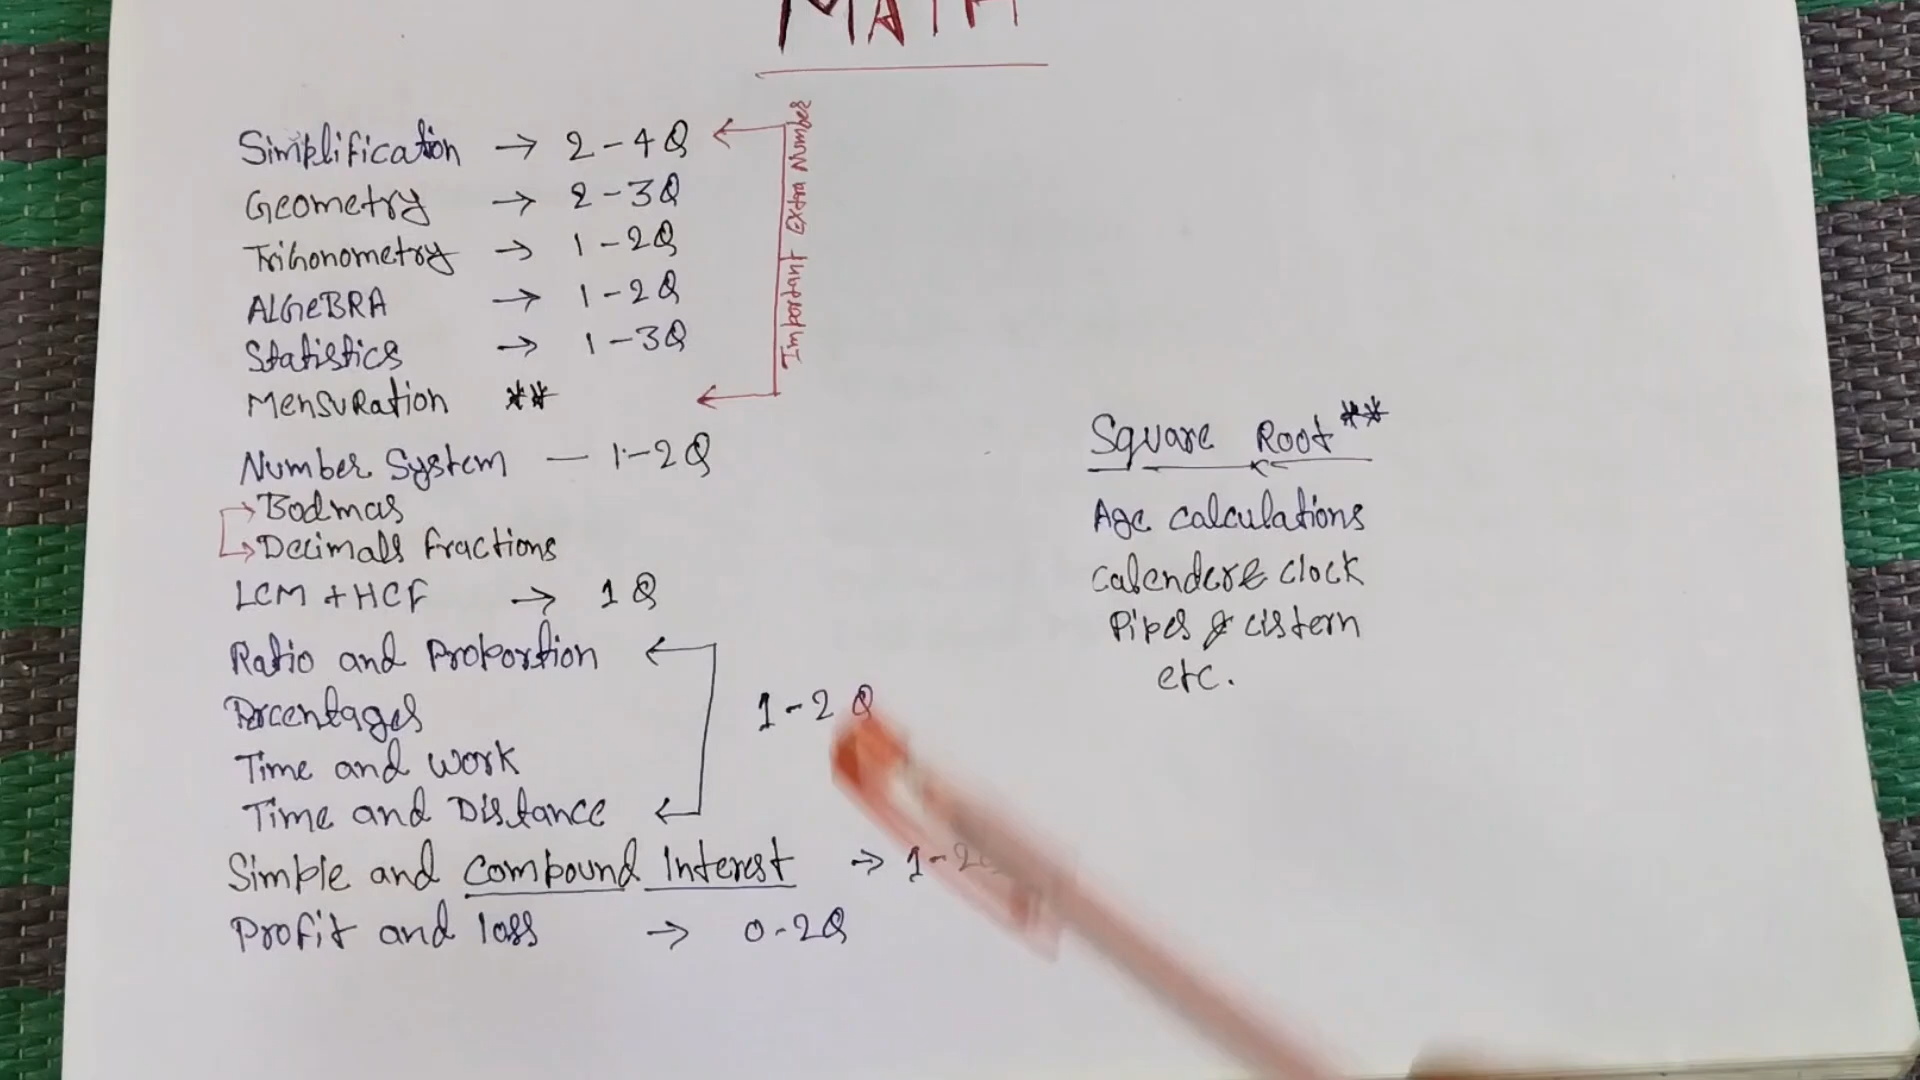 MATH
Simplification → 2-4Q
Geometry → 2-3Q
Trigonometry → 1-2Q
ALGeBRA → 1-2Q
Statistics → 1-3Q
MensuRation **
Important Extra Number
Number System — 1-2Q
→Bodmas
→Decimals fractions
LCM + HCF → 1Q
Ratio and Proportion
Percentages
Time and work
Time and Distance
1-2Q
Simple and Compound Interest → 1-2
Profit and loss → 0-2Q
Square Root**
Age calculations
Calender & clock
Pipes & cistern
etc.